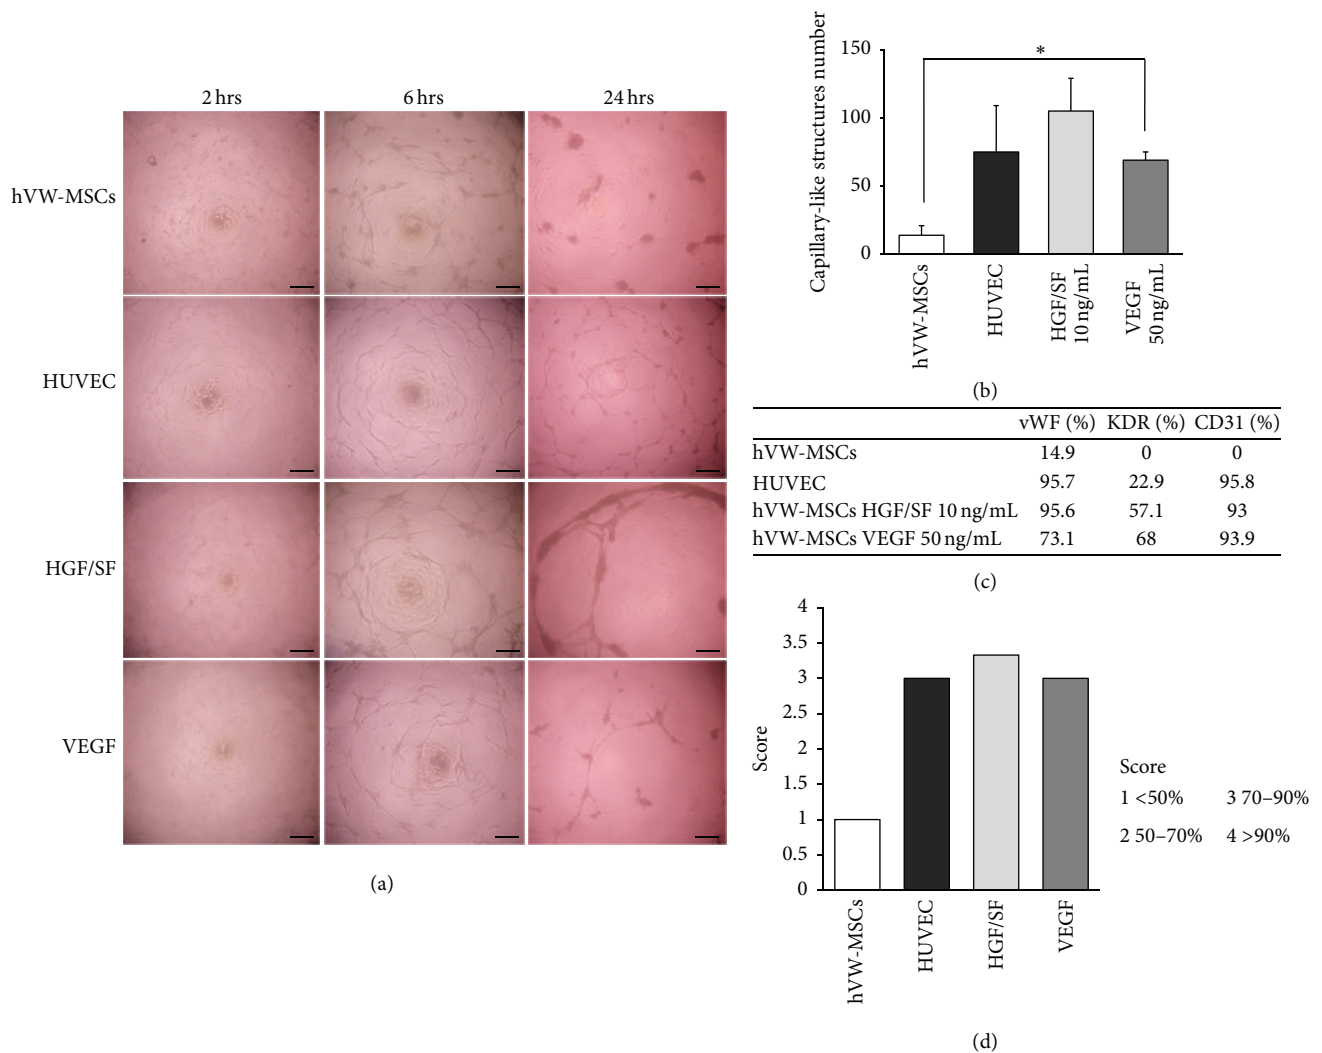 2 hrs 6 hrs 24 hrs
hVW-MSCs
HUVEC
HGF/SF
VEGF
(a)
Capillary-like structures number
150
100
50
0
*
hVW-MSCs
HUVEC
HGF/SF
10 ng/mL
VEGF
50 ng/mL
(b)
vWF (%) KDR (%) CD31 (%)
hVW-MSCs 14.9 0 0
HUVEC 95.7 22.9 95.8
hVW-MSCs HGF/SF 10 ng/mL 95.6 57.1 93
hVW-MSCs VEGF 50 ng/mL 73.1 68 93.9
(c)
Score
4
3.5
3
2.5
2
1.5
1
0.5
0
hVW-MSCs
HUVEC
HGF/SF
VEGF
Score
1 <50% 3 70–90%
2 50–70% 4 >90%
(d)